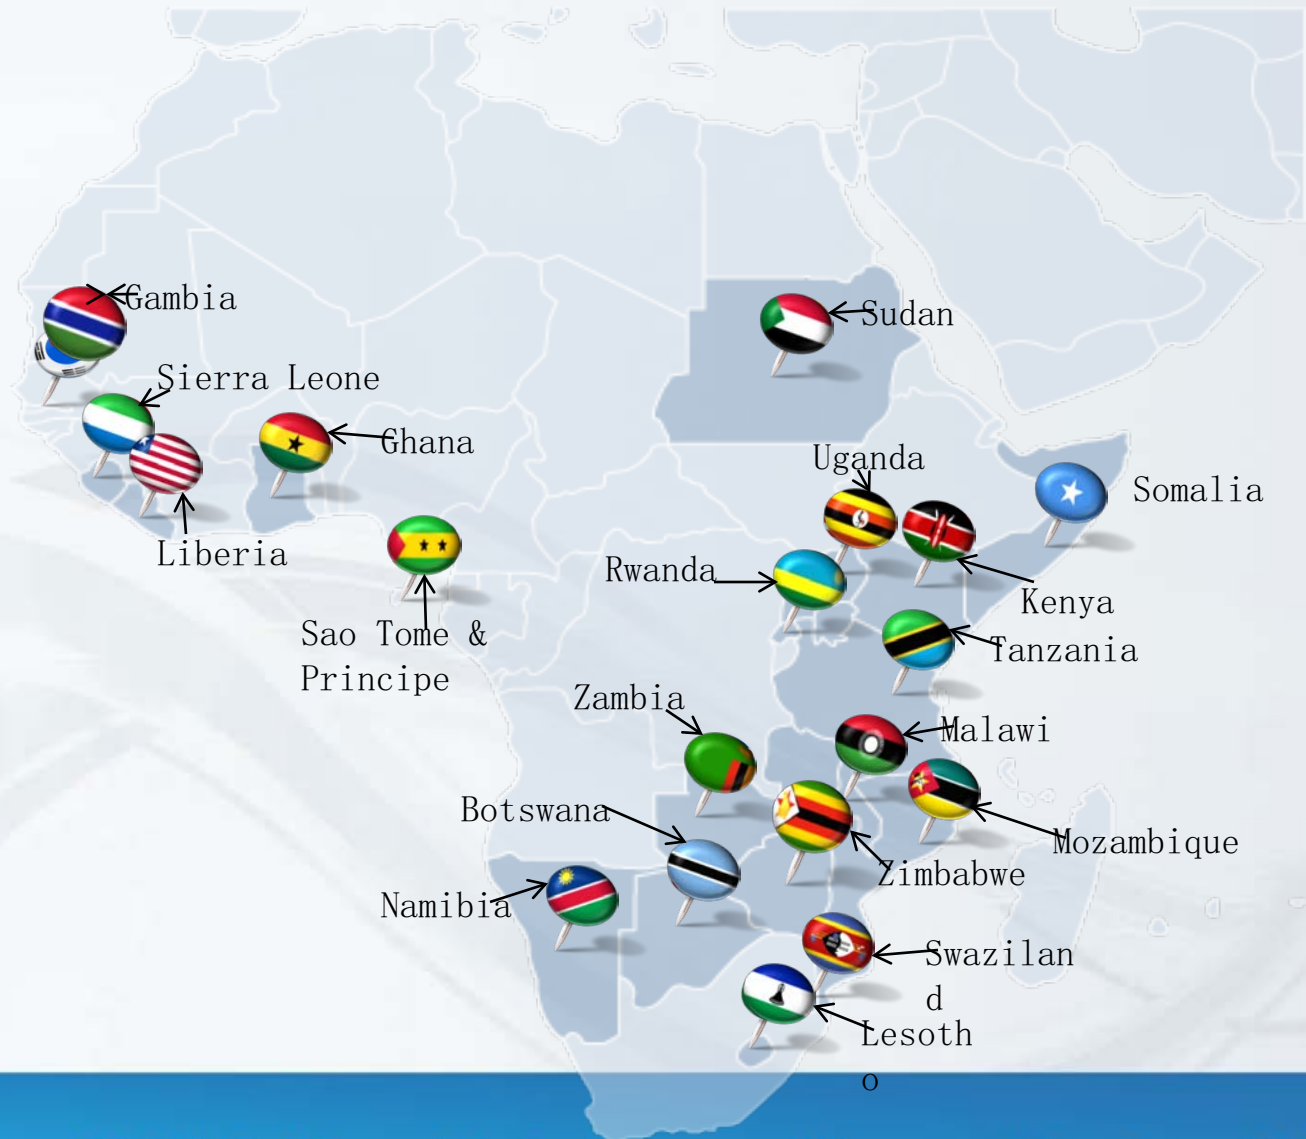 Gambia
Sudan
Sierra Leone
Ghana
Uganda
Somalia
Liberia
Rwanda
Kenya
Sao Tome &
Principe
Tanzania
Zambia
Malawi
Botswana
Mozambique
Zimbabwe
Namibia
Swazilan
d
Lesoth
o